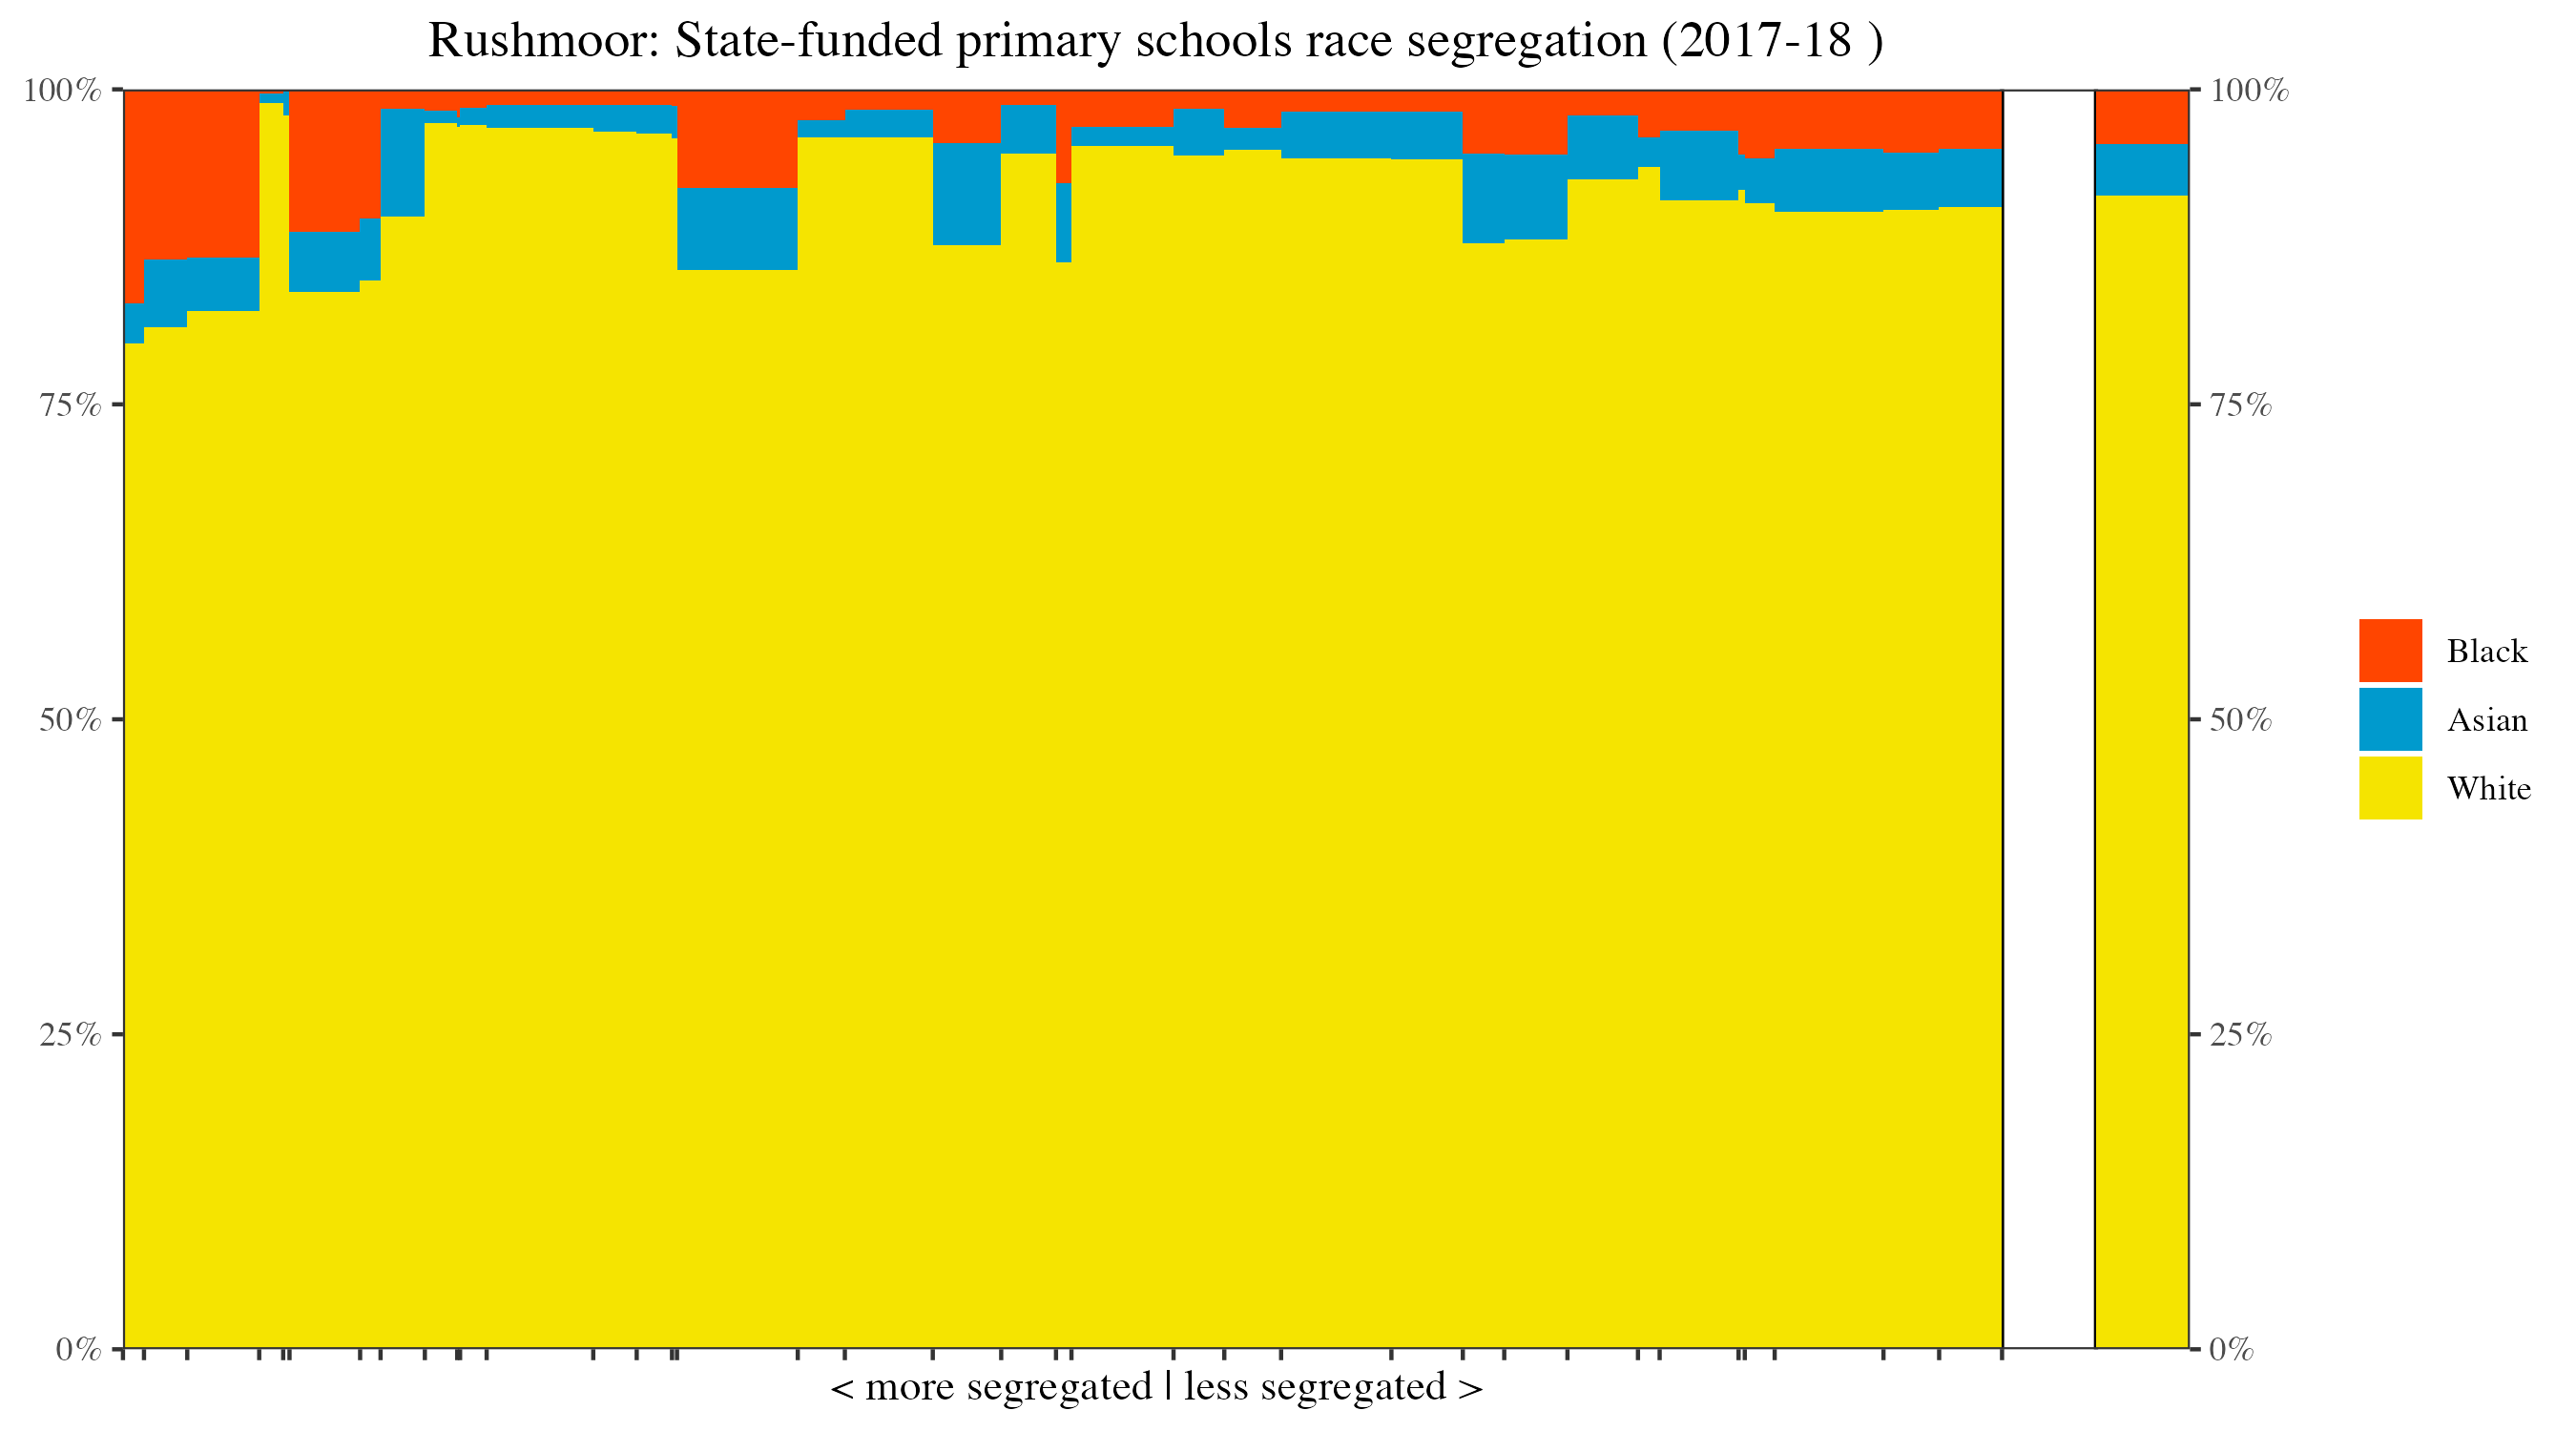 Rushmoor: State-funded primary schools race segregation (2017-18 )
100%
75%
50%
25%
0%
100%
75%
50%
25%
0%
Black
Asian
White
< more segregated | less segregated >